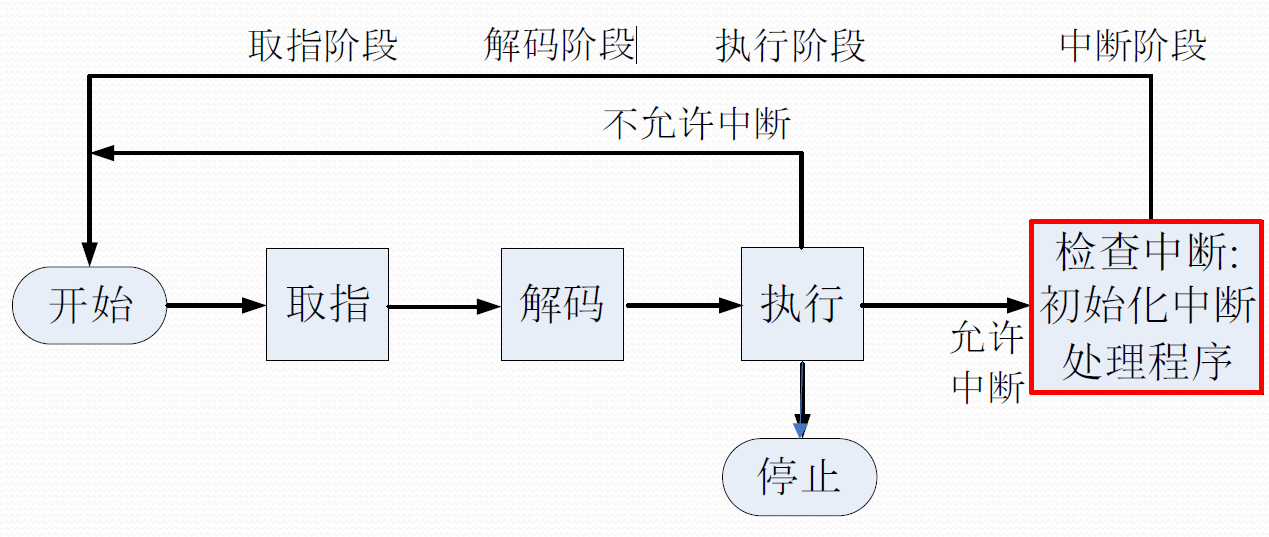 取指阶段 解码阶段 执行阶段 中断阶段
不允许中断
开始
取指
解码
执行
允许
中断
检查中断:
初始化中断
处理程序
停止